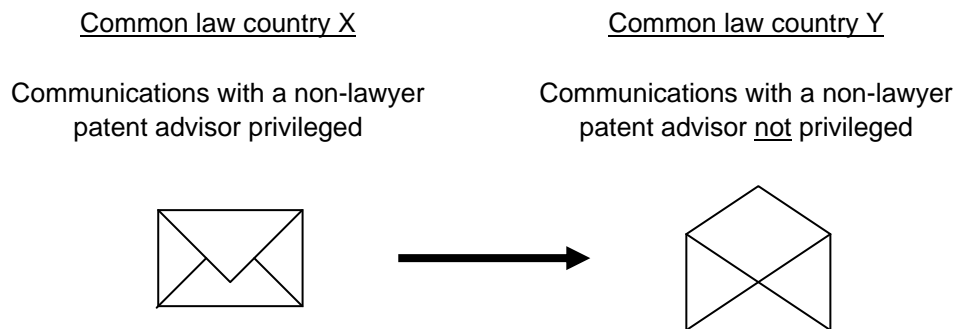 Common law country X
Common law country Y
Communications with a non-lawyer
patent advisor privileged
Communications with a non-lawyer
patent advisor not privileged